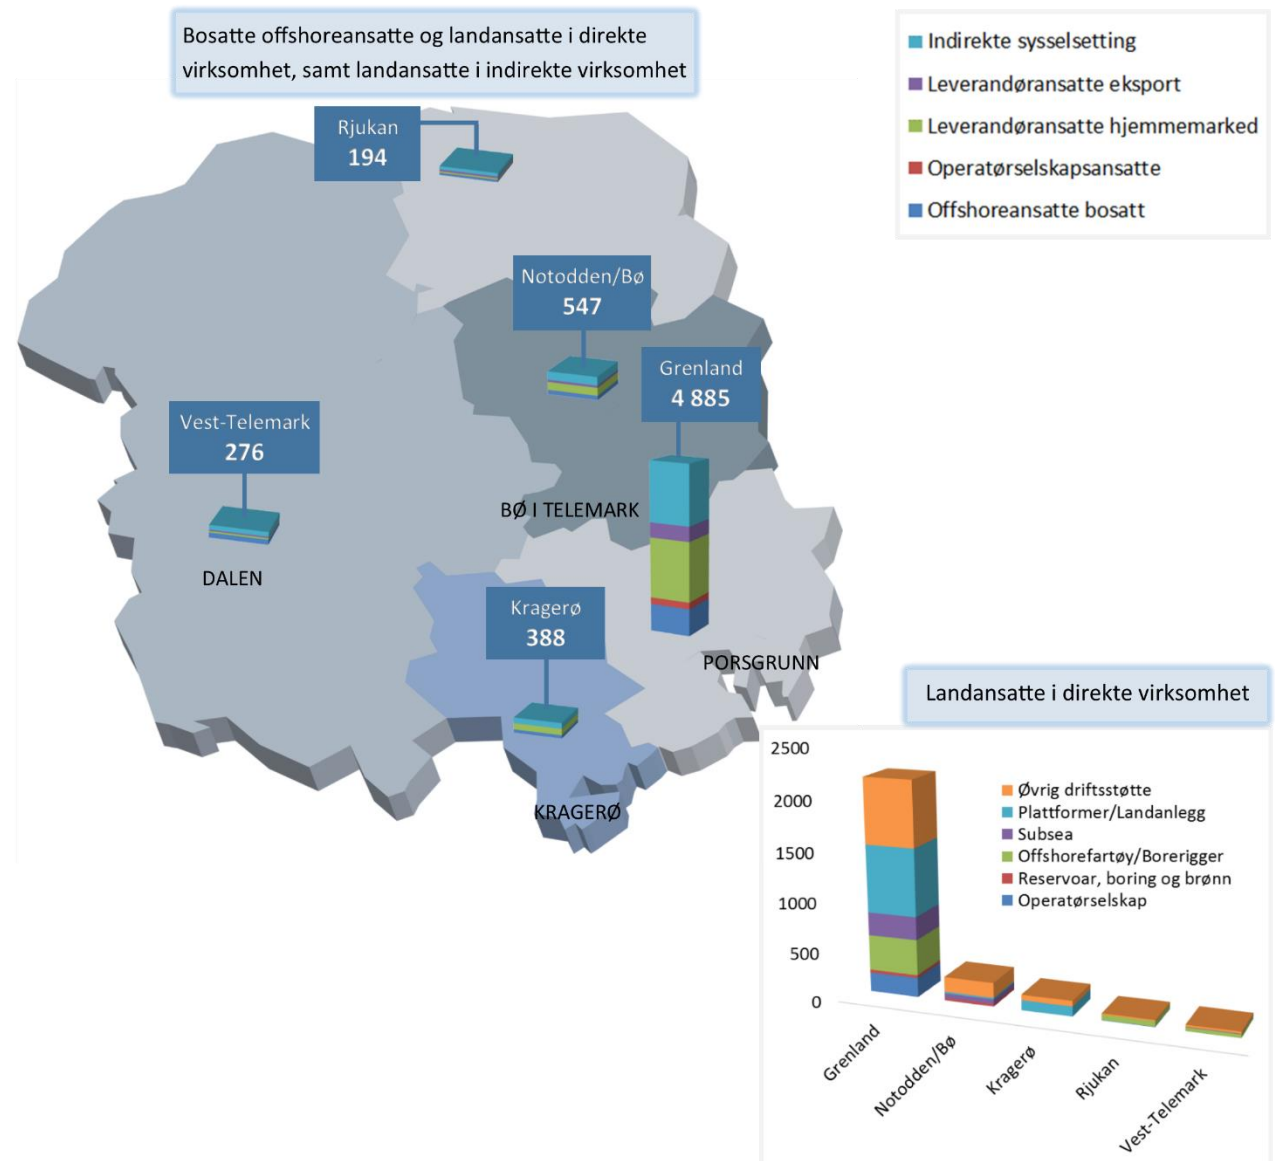 Bosatte offshoreansatte og landansatte i direkte
virksomhet, samt landansatte i indirekte virksomhet
Indirekte sysselsetting
Leverandøransatte eksport
Leverandøransatte hjemmemarked
Operatørselskapsansatte
Offshoreansatte bosatt
Rjukan
194
Notodden/Bø
547
Grenland
4 885
Vest-Telemark
276
BØ I TELEMARK
DALEN
Kragerø
388
PORSGRUNN
KRAGERØ
Landansatte i direkte virksomhet
2500
2000
1500
1000
500
0
Øvrig driftsstøtte
Plattformer/Landanlegg
Subsea
Offshorefartøy/Borerigger
Reservoar, boring og brønn
Operatørselskap
Grenland
Notodden/Bø
Kragerø
Rjukan
Vest-Telemark